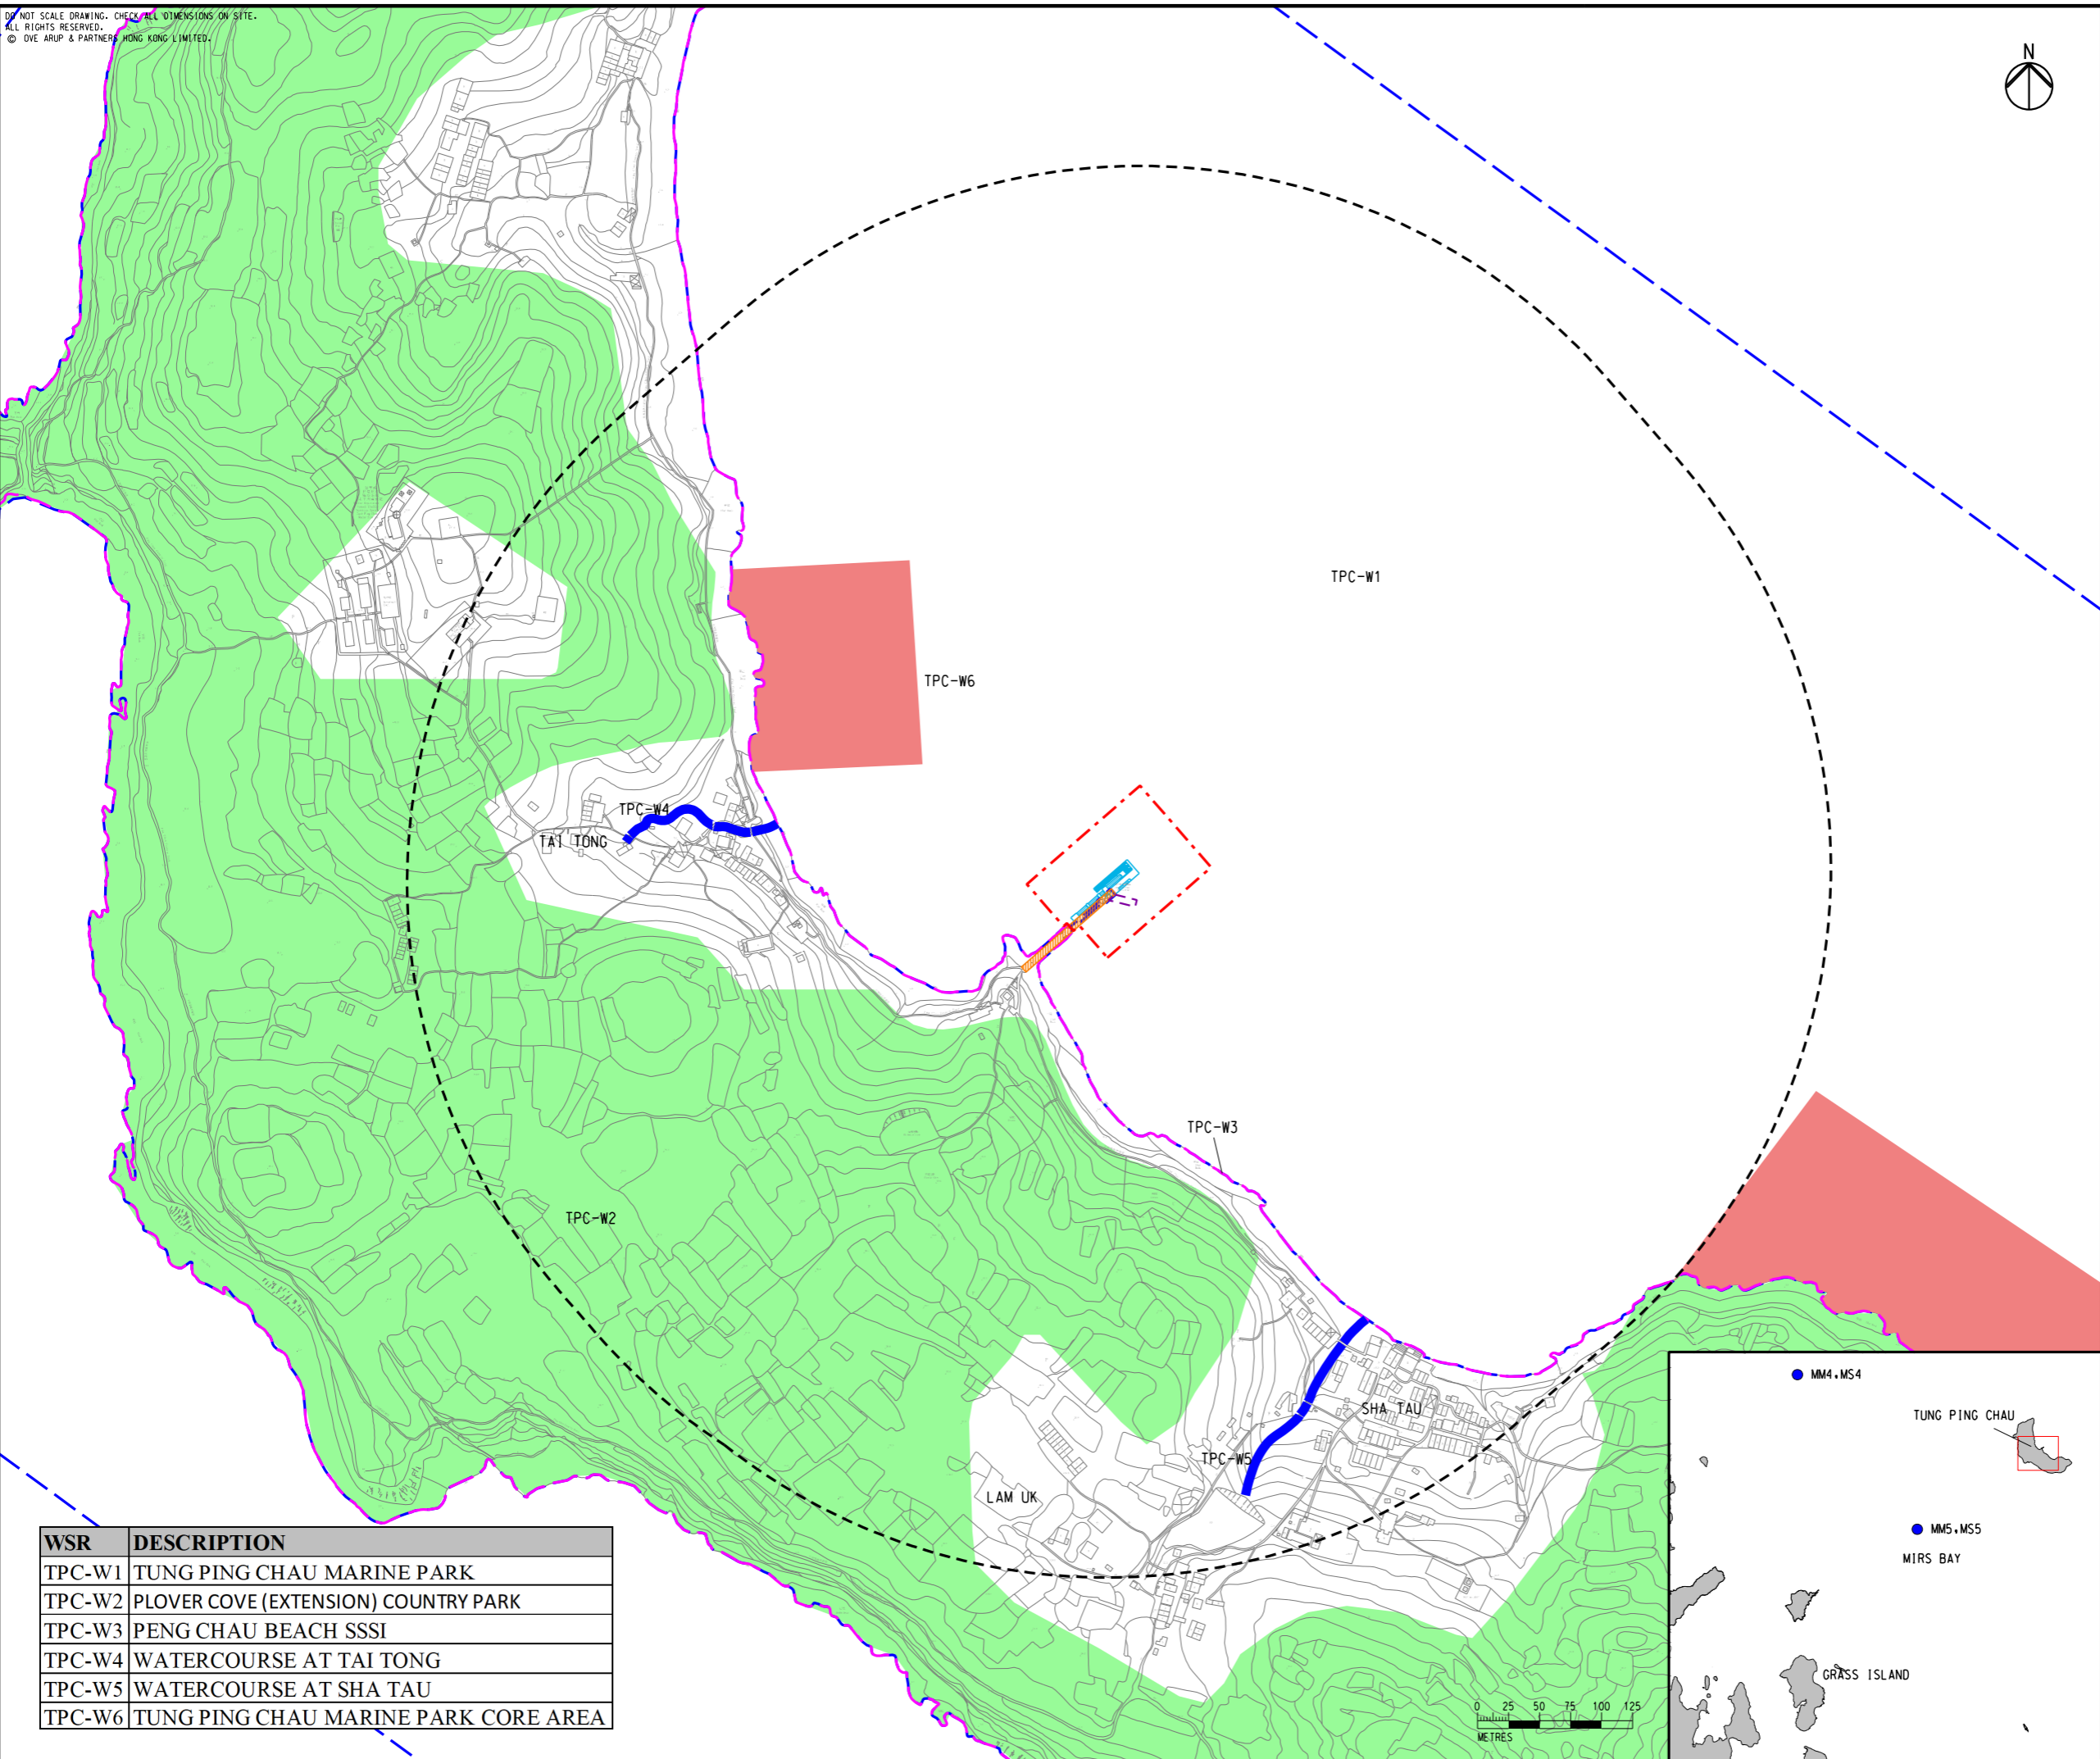 DO NOT SCALE DRAWING. CHECK ALL DIMENSIONS ON SITE.
ALL RIGHTS RESERVED.
© OVE ARUP & PARTNERS HONG KONG LIMITED.
N
TPC-W1
TPC-W6
TPC-W4
TAI TONG
TPC-W3
TPC-W2
SHA TAU
TPC-W5
LAM UK
WSR DESCRIPTION
TPC-W1 TUNG PING CHAU MARINE PARK
TPC-W2 PLOVER COVE (EXTENSION) COUNTRY PARK
TPC-W3 PENG CHAU BEACH SSSI
TPC-W4 WATERCOURSE AT TAI TONG
TPC-W5 WATERCOURSE AT SHA TAU
TPC-W6 TUNG PING CHAU MARINE PARK CORE AREA
0 25 50 75 100 125
METRES
MM4,MS4
TUNG PING CHAU
MM5,MS5
MIRS BAY
GRASS ISLAND